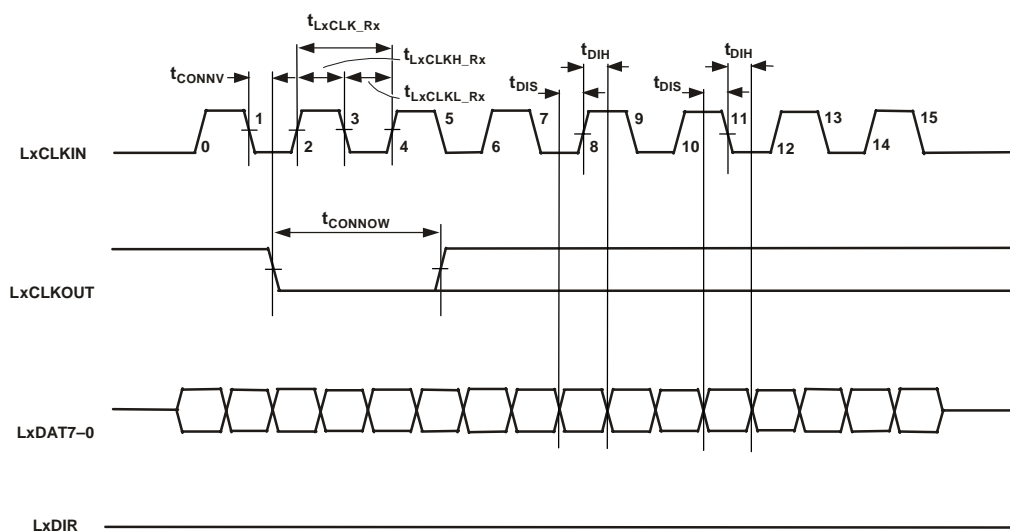 tLxCLK_Rx
tDIH
tDIH
tLxCLKH_Rx
tCONNV
tDIS
tDIS
tLxCLKL_Rx
1 3 5 7 9 11 13 15
LxCLKIN
0 2 4 6 8 10 12 14
tCONNOW
LxCLKOUT
LxDAT7–0
LxDIR